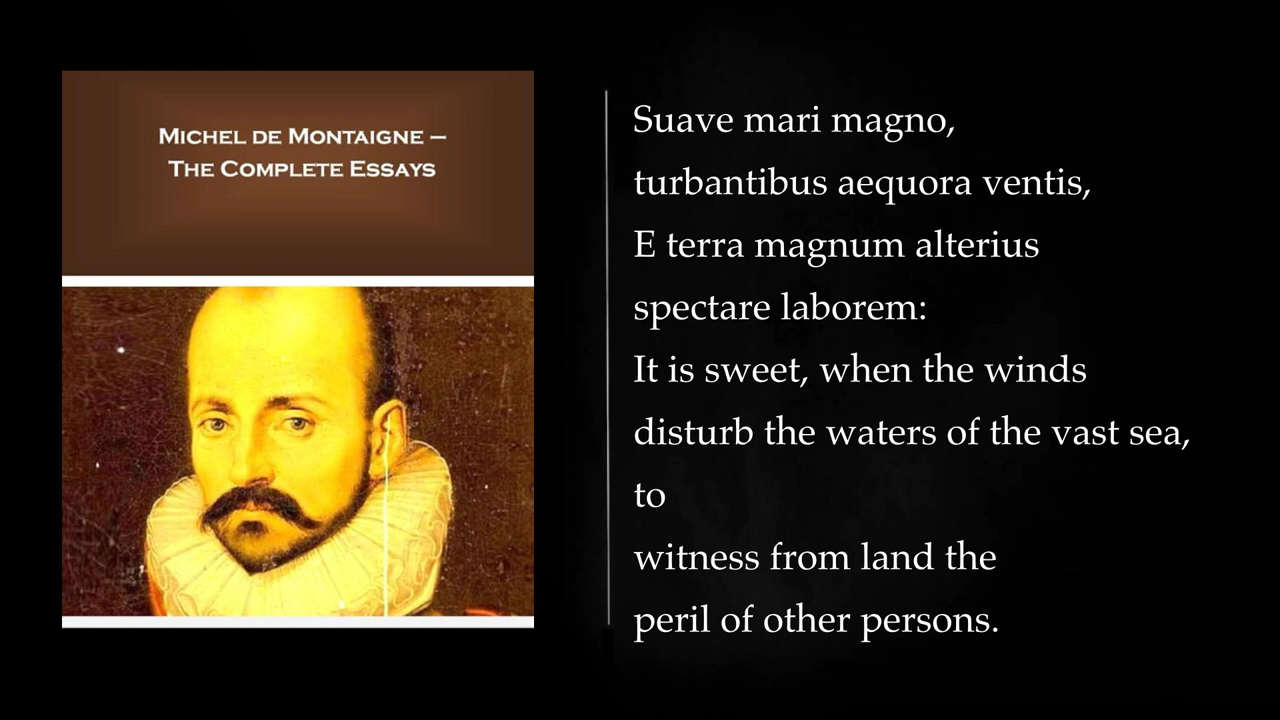 MICHEL DE MONTAIGNE –
THE COMPLETE ESSAYS
Suave mari magno,
turbantibus aequora ventis,
E terra magnum alterius
spectare laborem:
It is sweet, when the winds
disturb the waters of the vast sea,
to
witness from land the
peril of other persons.